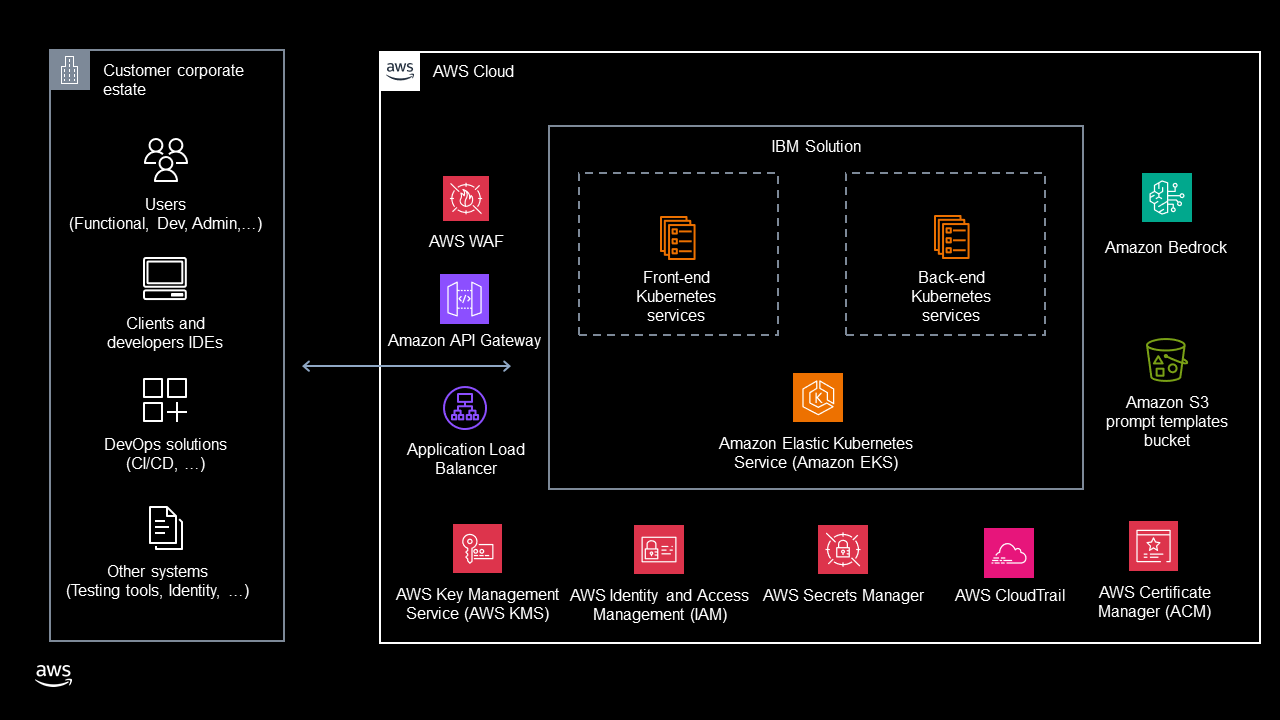 Customer corporate
estate
Users
(Functional, Dev, Admin,…)
Clients and
developers IDEs
DevOps solutions
(CI/CD, …)
Other systems
(Testing tools, Identity, …)
aws
AWS Cloud
AWS WAF
Amazon API Gateway
Application Load
Balancer
IBM Solution
Front-end
Kubernetes
services
Back-end
Kubernetes
services
Amazon Elastic Kubernetes
Service (Amazon EKS)
Amazon Bedrock
Amazon S3
prompt templates
bucket
AWS Key Management
Service (AWS KMS)
AWS Identity and Access
Management (IAM)
AWS Secrets Manager
AWS CloudTrail
AWS Certificate
Manager (ACM)
aws